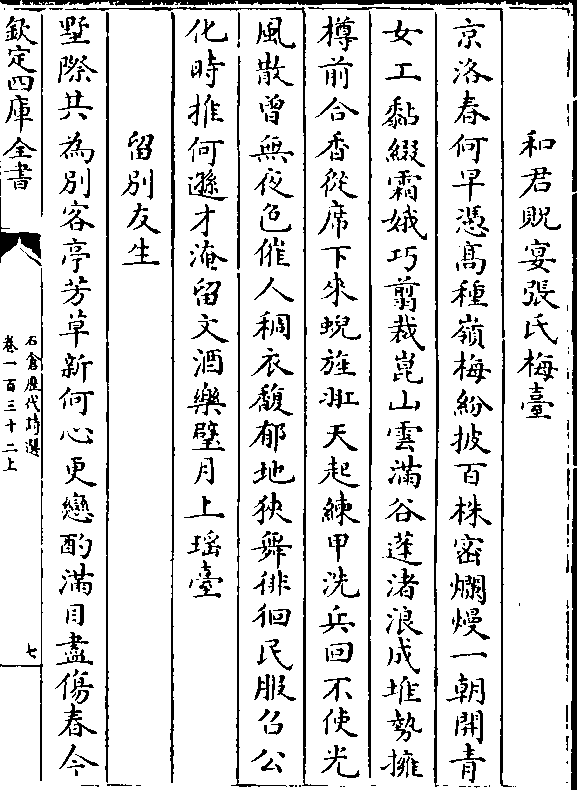 和君貺宴張氏梅臺
京洛春何早憑髙種嶺梅紛披百株密爛熳一朝開青
女工黏綴霜娥巧翦裁崑山雲滿谷蓬渚浪成堆勢擁
樽前合香從席下來蜺旌漲天起練甲洗兵回不使光
風散曾無夜色催人稠衣馥郁地狹舞徘徊民服召公
化時推何遜才淹留文酒樂璧月上瑶臺
留別友生
墅際共為別客亭芳草新何心更戀酌滿目盡傷春今
欽定四庫全書
石倉歷代詩選
卷一百三十二上
七